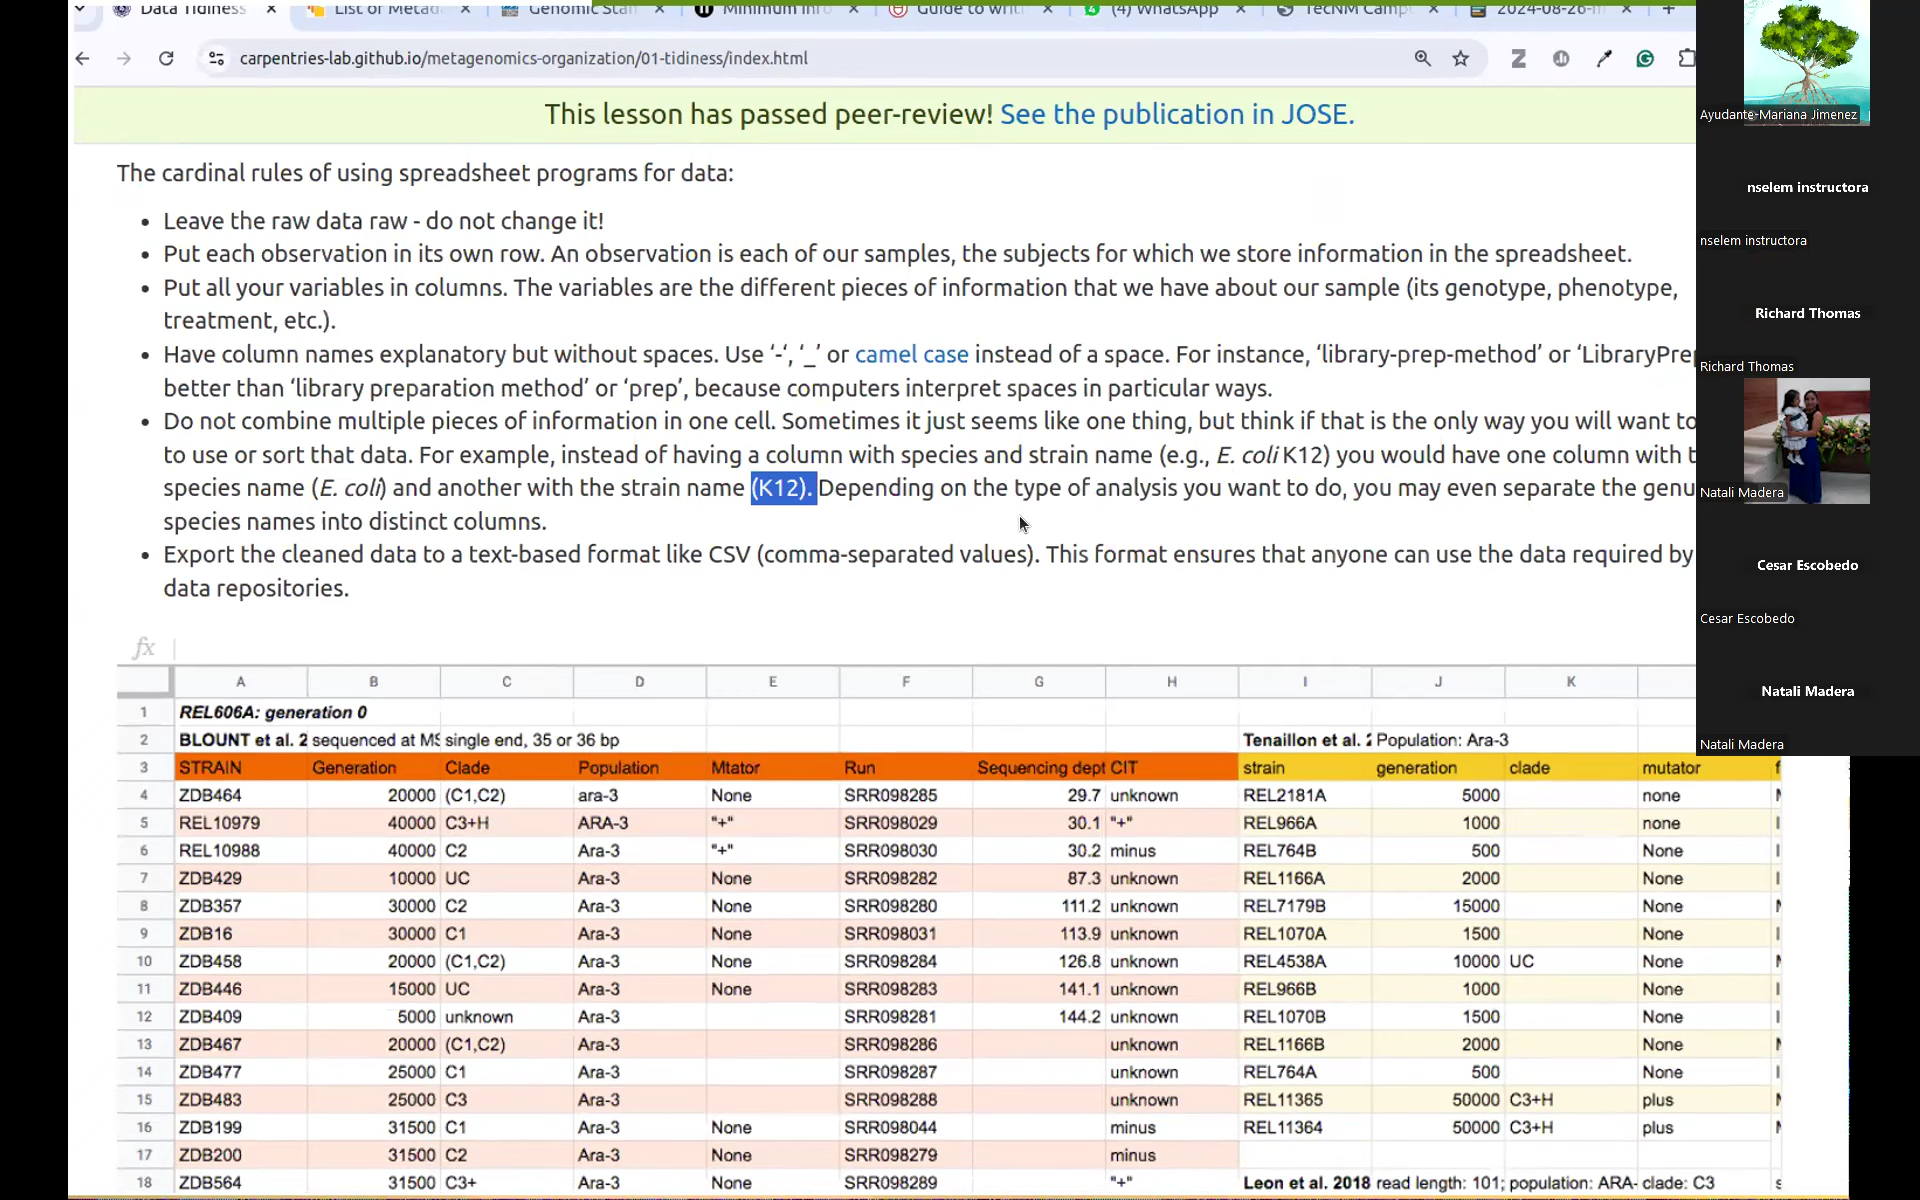 Data Tidiness
List of Metad
Genomic Stan
Minimum Info
Guide to writi
(4) WhatsApp
TecNM Camp
2024-08-26-m
carpentries-lab.github.io/metagenomics-organization/01-tidiness/index.html
This lesson has passed peer-review! See the publication in JOSE.
The cardinal rules of using spreadsheet programs for data:
• Leave the raw data raw - do not change it!
• Put each observation in its own row. An observation is each of our samples, the subjects for which we store information in the spreadsheet.
• Put all your variables in columns. The variables are the different pieces of information that we have about our sample (its genotype, phenotype,
treatment, etc.).
• Have column names explanatory but without spaces. Use ‘-‘, ‘_’ or camel case instead of a space. For instance, ‘library-prep-method’ or ‘LibraryPrep
better than ‘library preparation method’ or ‘prep’, because computers interpret spaces in particular ways.
• Do not combine multiple pieces of information in one cell. Sometimes it just seems like one thing, but think if that is the only way you will want to
to use or sort that data. For example, instead of having a column with species and strain name (e.g., E. coli K12) you would have one column with t
species name (E. coli) and another with the strain name (K12). Depending on the type of analysis you want to do, you may even separate the genu
species names into distinct columns.
• Export the cleaned data to a text-based format like CSV (comma-separated values). This format ensures that anyone can use the data required by
data repositories.
fx
A B C D E F G H I J K
1 REL606A: generation 0
2 BLOUNT et al. 2 sequenced at MS single end, 35 or 36 bp Tenaillon et al. 2 Population: Ara-3
3 STRAIN Generation Clade Population Mtator Run Sequencing dept CIT strain generation clade mutator f
4 ZDB464 20000 (C1,C2) ara-3 None SRR098285 29.7 unknown REL2181A 5000 none
5 REL10979 40000 C3+H ARA-3 "+" SRR098029 30.1 "+" REL966A 1000 none
6 REL10988 40000 C2 Ara-3 "+" SRR098030 30.2 minus REL764B 500 None
7 ZDB429 10000 UC Ara-3 None SRR098282 87.3 unknown REL1166A 2000 None
8 ZDB357 30000 C2 Ara-3 None SRR098280 111.2 unknown REL7179B 15000 None
9 ZDB16 30000 C1 Ara-3 None SRR098031 113.9 unknown REL1070A 1500 None
10 ZDB458 20000 (C1,C2) Ara-3 None SRR098284 126.8 unknown REL4538A 10000 UC None
11 ZDB446 15000 UC Ara-3 None SRR098283 141.1 unknown REL966B 1000 None
12 ZDB409 5000 unknown Ara-3 SRR098281 144.2 unknown REL1070B 1500 None
13 ZDB467 20000 (C1,C2) Ara-3 SRR098286 unknown REL1166B 2000 None
14 ZDB477 25000 C1 Ara-3 SRR098287 unknown REL764A 500 None
15 ZDB483 25000 C3 Ara-3 SRR098288 unknown REL11365 50000 C3+H plus
16 ZDB199 31500 C1 Ara-3 None SRR098044 minus REL11364 50000 C3+H plus
17 ZDB200 31500 C2 Ara-3 None SRR098279 minus
18 ZDB564 31500 C3+ Ara-3 None SRR098289 "+" Leon et al. 2018 read length: 101; population: ARA- clade: C3 s
Ayudante-Mariana Jimenez
nselem instructora
nselem instructora
Richard Thomas
Richard Thomas
Natali Madera
Cesar Escobedo
Cesar Escobedo
Natali Madera
Natali Madera